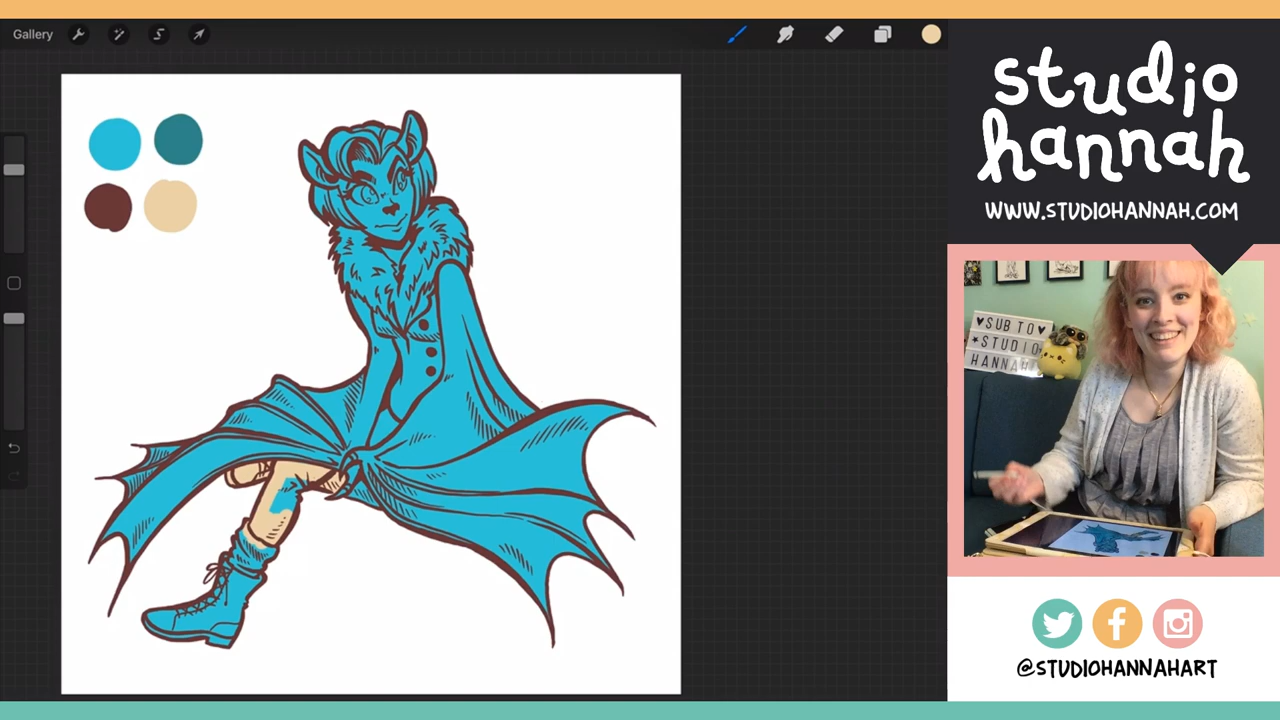 Gallery
studio
hannah
WWW.STUDIOHANNAH.COM
♥SUB TO♥
★STUDIO
HANNAH
@STUDIOHANNAHART